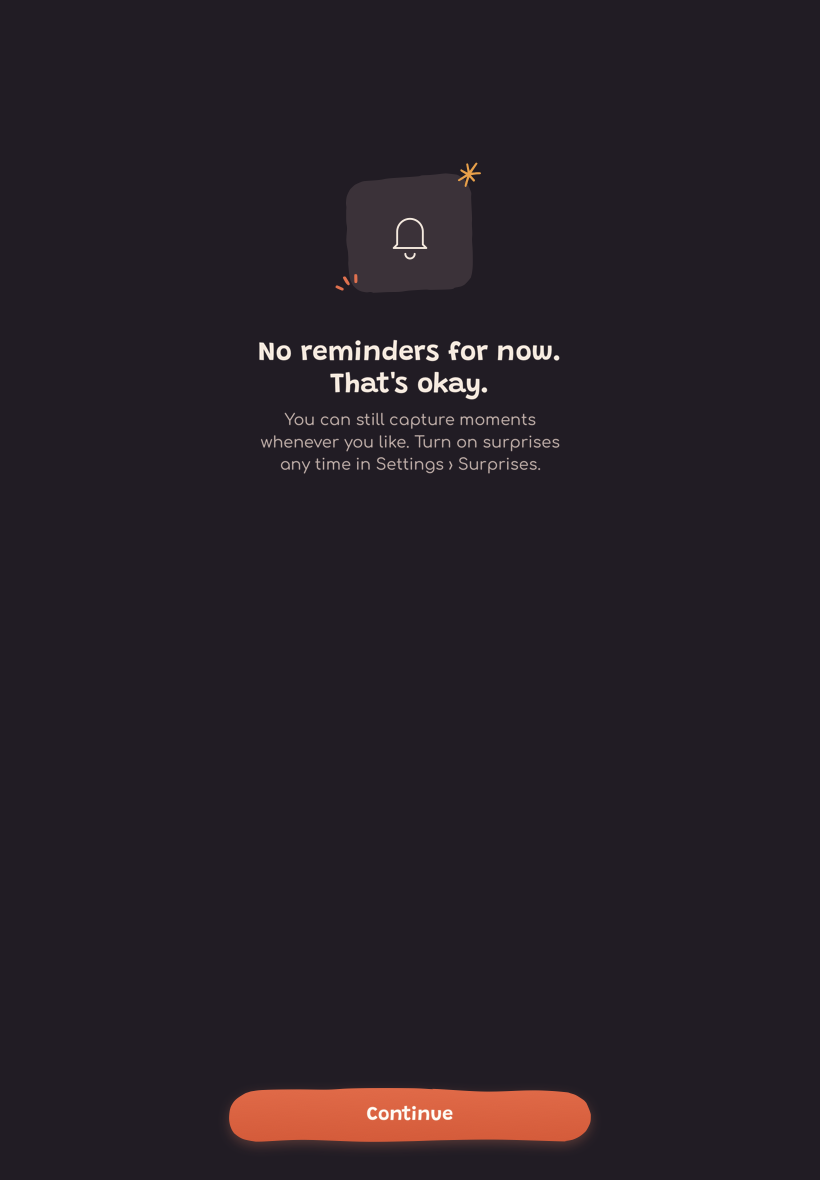 No reminders for now.
That's okay.
You can still capture moments
whenever you like. Turn on surprises
any time in Settings › Surprises.
Continue